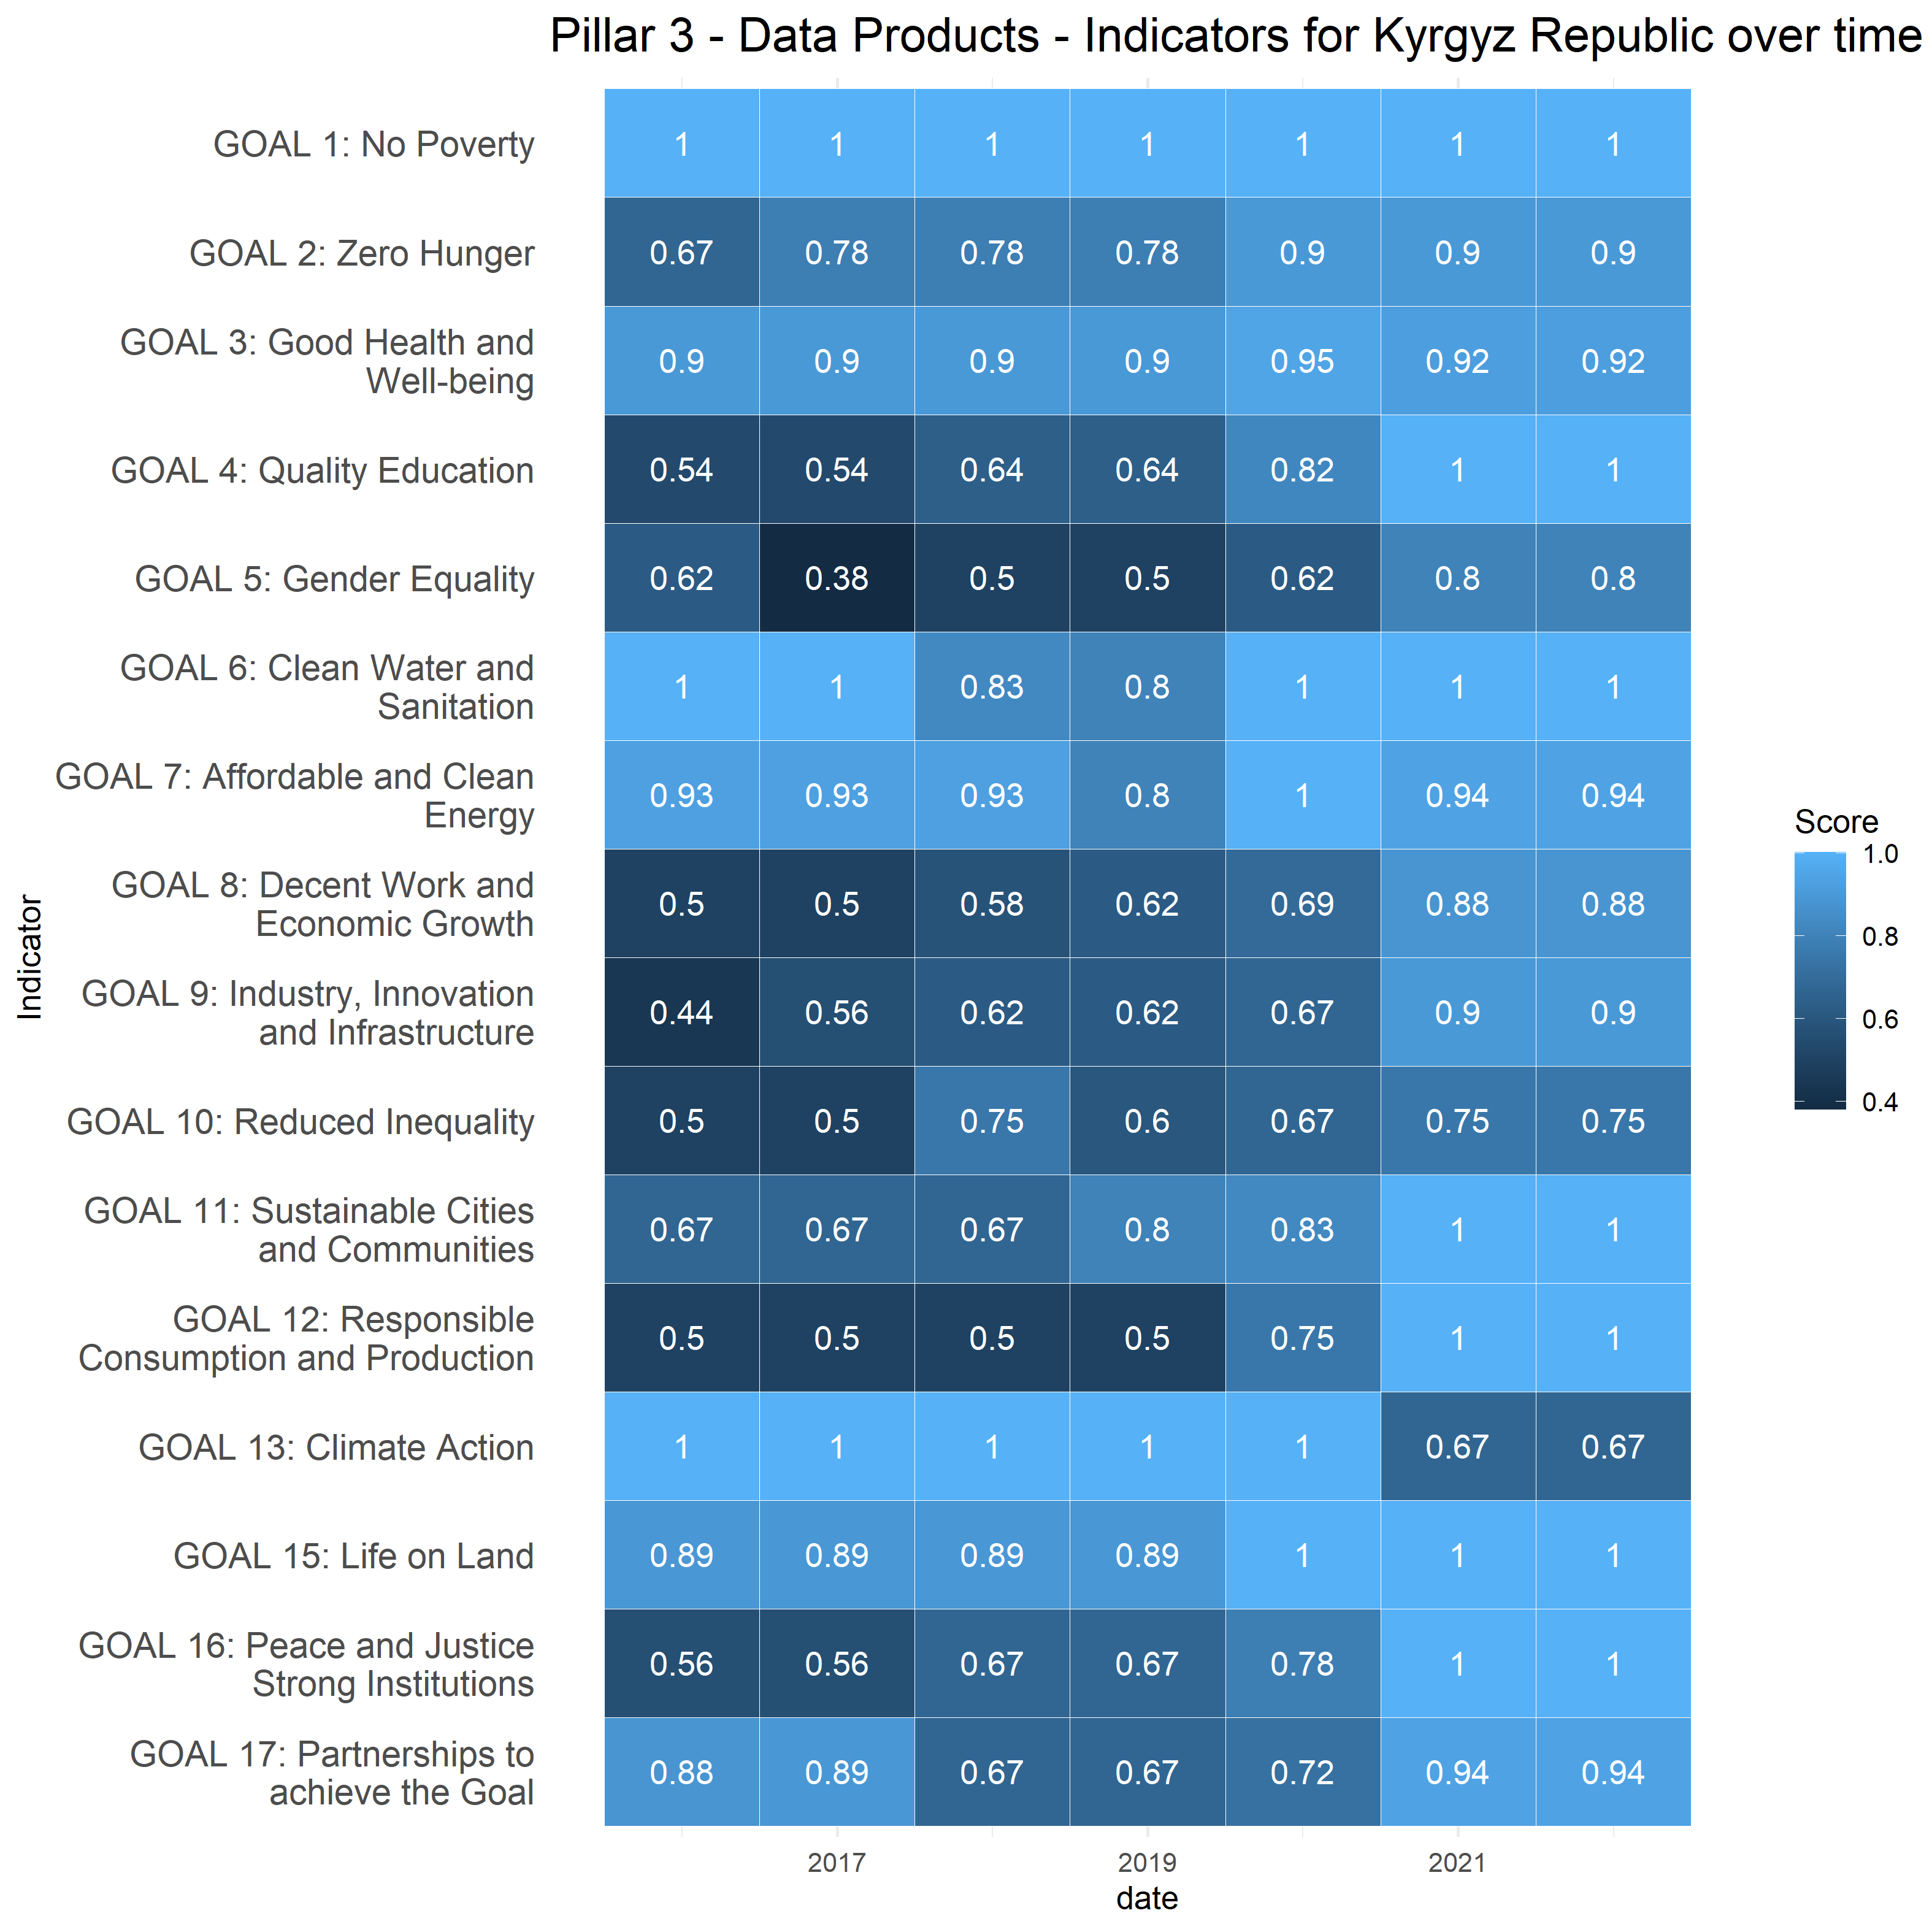 Pillar 3 - Data Products - Indicators for Kyrgyz Republic over time
GOAL 1: No Poverty
1 1 1 1 1 1 1
GOAL 2: Zero Hunger
0.67 0.78 0.78 0.78 0.9 0.9 0.9
GOAL 3: Good Health and
Well-being
0.9 0.9 0.9 0.9 0.95 0.92 0.92
GOAL 4: Quality Education
0.54 0.54 0.64 0.64 0.82 1 1
GOAL 5: Gender Equality
0.62 0.38 0.5 0.5 0.62 0.8 0.8
GOAL 6: Clean Water and
Sanitation
1 1 0.83 0.8 1 1 1
GOAL 7: Affordable and Clean
Energy
0.93 0.93 0.93 0.8 1 0.94 0.94
GOAL 8: Decent Work and
Economic Growth
0.5 0.5 0.58 0.62 0.69 0.88 0.88
GOAL 9: Industry, Innovation
and Infrastructure
0.44 0.56 0.62 0.62 0.67 0.9 0.9
GOAL 10: Reduced Inequality
0.5 0.5 0.75 0.6 0.67 0.75 0.75
GOAL 11: Sustainable Cities
and Communities
0.67 0.67 0.67 0.8 0.83 1 1
GOAL 12: Responsible
Consumption and Production
0.5 0.5 0.5 0.5 0.75 1 1
GOAL 13: Climate Action
1 1 1 1 1 0.67 0.67
GOAL 15: Life on Land
0.89 0.89 0.89 0.89 1 1 1
GOAL 16: Peace and Justice
Strong Institutions
0.56 0.56 0.67 0.67 0.78 1 1
GOAL 17: Partnerships to
achieve the Goal
0.88 0.89 0.67 0.67 0.72 0.94 0.94
2017 2019 2021
date
Indicator
Score
1.0
0.8
0.6
0.4